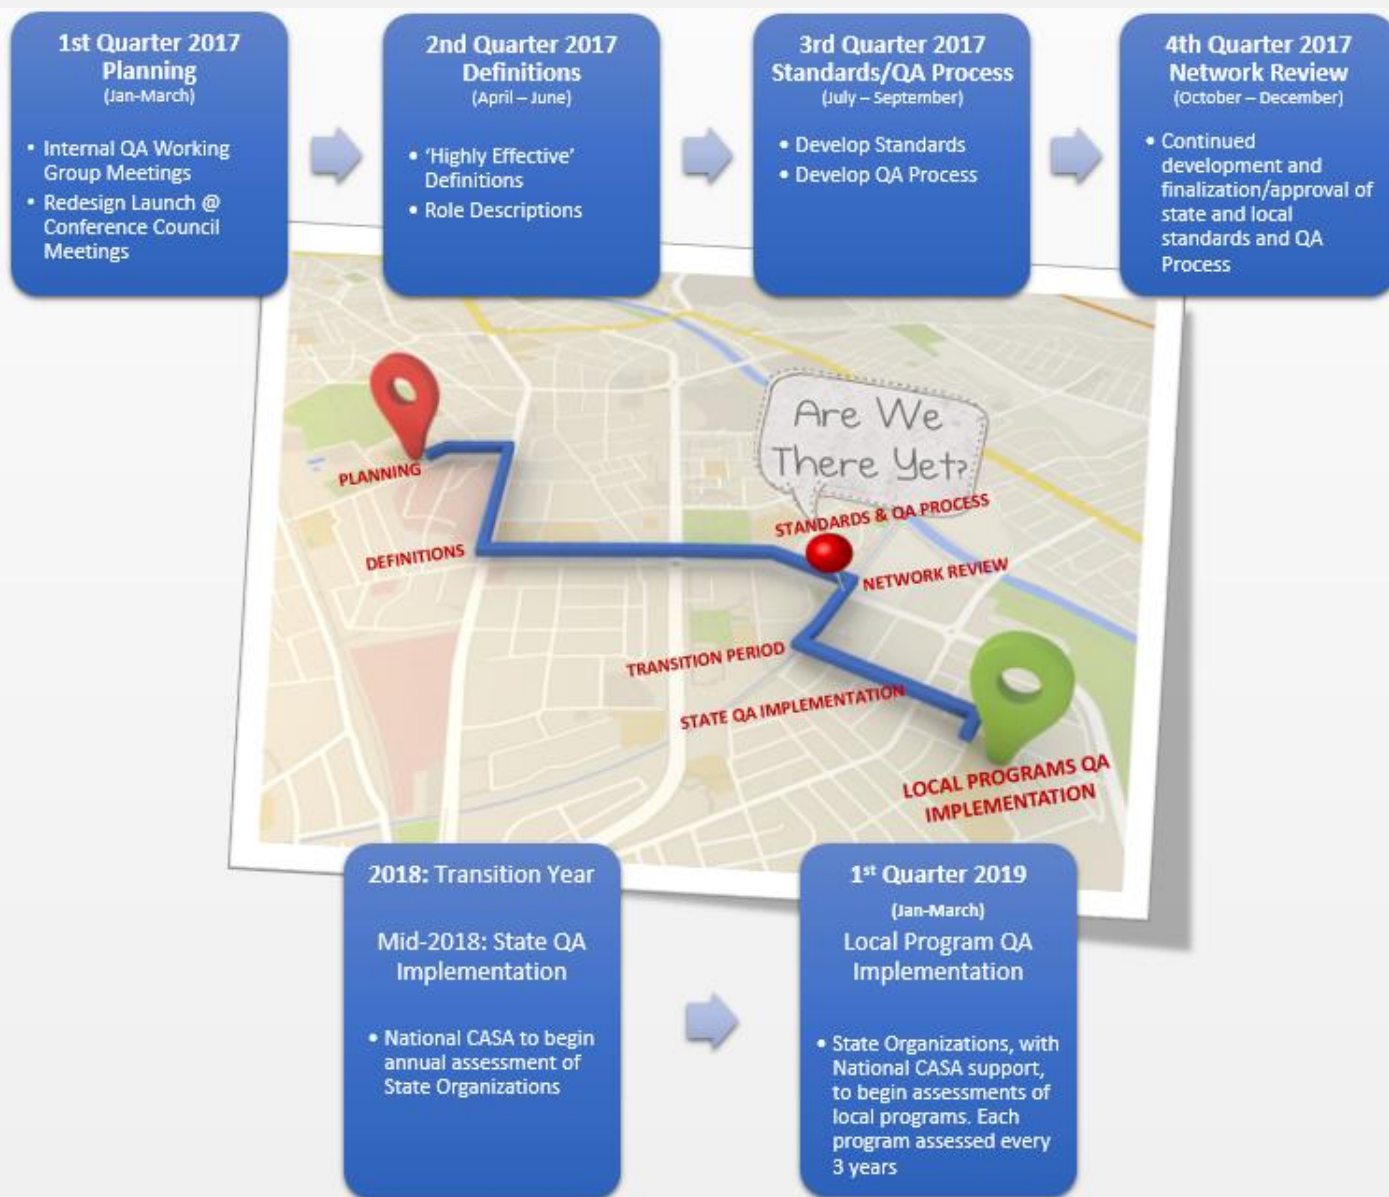 1st Quarter 2017
Planning
(Jan-March)
• Internal QA Working
Group Meetings
• Redesign Launch @
Conference Council
Meetings
2nd Quarter 2017
Definitions
(April – June)
• ‘Highly Effective’
Definitions
• Role Descriptions
3rd Quarter 2017
Standards/QA Process
(July – September)
• Develop Standards
• Develop QA Process
4th Quarter 2017
Network Review
(October – December)
• Continued
development and
finalization/approval of
state and local
standards and QA
Process
Are We
There Yet?
PLANNING
STANDARDS & QA PROCESS
DEFINITIONS
NETWORK REVIEW
TRANSITION PERIOD
STATE QA IMPLEMENTATION
LOCAL PROGRAMS QA
IMPLEMENTATION
2018: Transition Year
Mid-2018: State QA
Implementation
• National CASA to begin
annual assessment of
State Organizations
1st Quarter 2019
(Jan-March)
Local Program QA
Implementation
• State Organizations, with
National CASA support,
to begin assessments of
local programs. Each
program assessed every
3 years